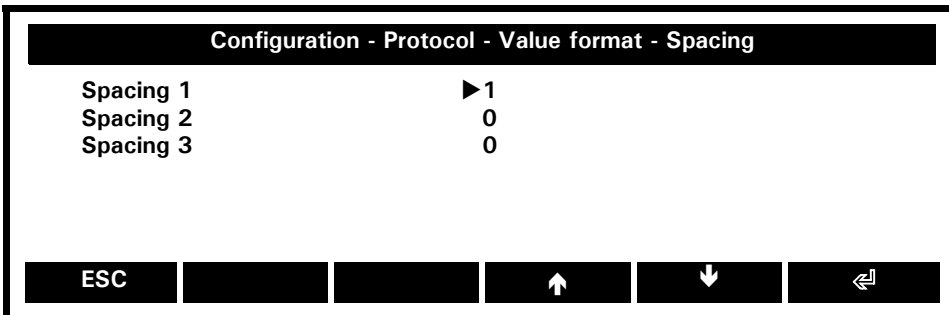 Configuration - Protocol - Value format - Spacing
Spacing 1 ▶1
Spacing 2 0
Spacing 3 0
ESC ↑ ↓ ↵